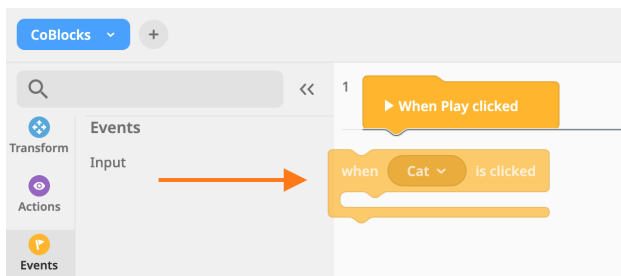 CoBlocks
+
1
When Play clicked
Events
Transform
Input
when Cat is clicked
Actions
Events